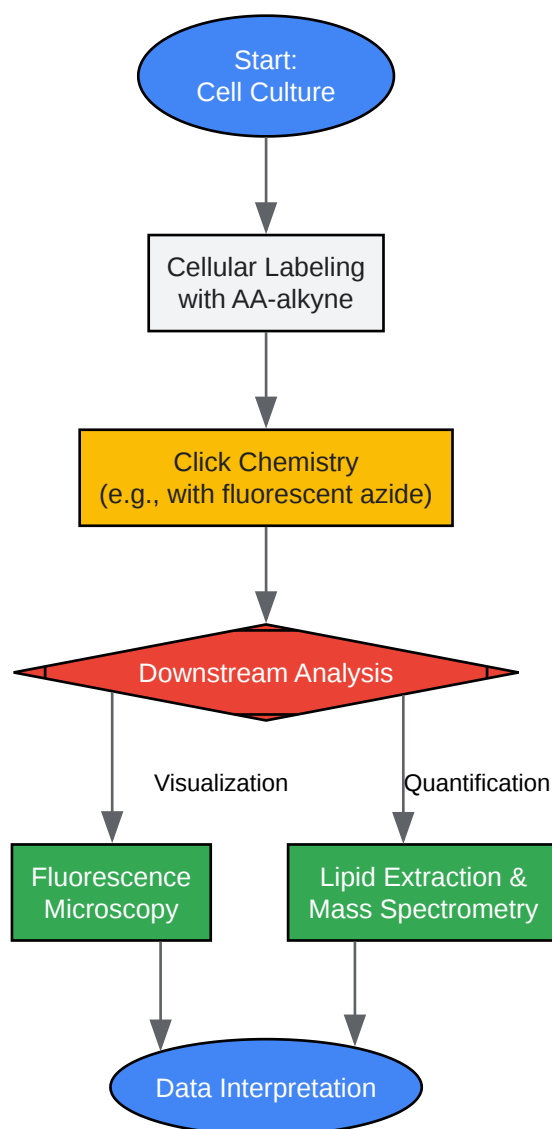 Start:
Cell Culture
Cellular Labeling
with AA-alkyne
Click Chemistry
(e.g., with fluorescent azide)
Downstream Analysis
Visualization
Quantification
Fluorescence
Microscopy
Lipid Extraction &
Mass Spectrometry
Data Interpretation